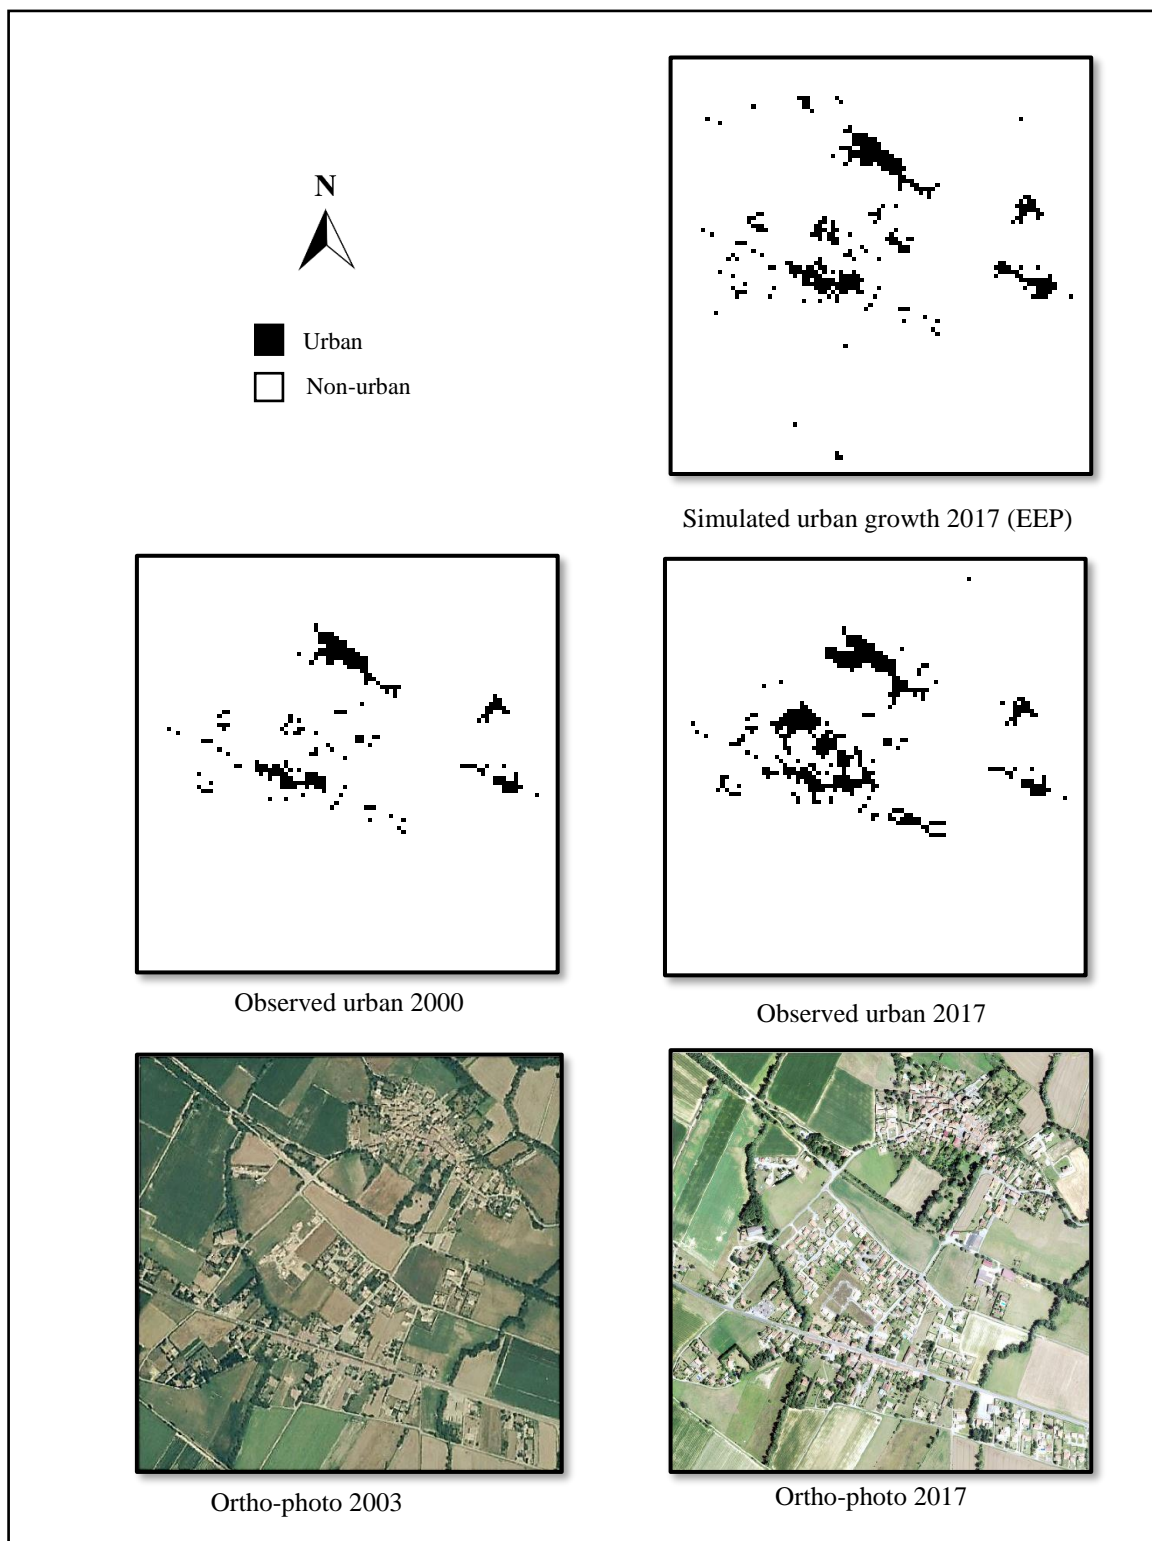 N
Urban
Non-urban
Simulated urban growth 2017 (EEP)
Observed urban 2000
Observed urban 2017
Ortho-photo 2003
Ortho-photo 2017